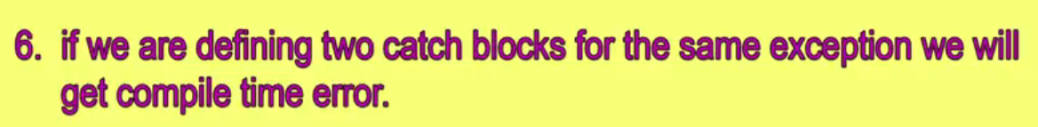 6. if we are defining two catch blocks for the same exception we will
get compile time error.